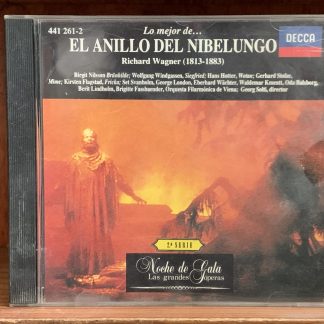 441 261-2
Lo mejor de...
EL ANILLO DEL NIBELUNGO
Richard Wagner (1813-1883)
DECCA
Birgit Nilsson Brünhilde; Wolfgang Windgassen, Siegfried; Hans Hotter, Wotan; Gerhard Stolze,
Mime; Kirsten Flagstad, Fricka; Set Svanholm, George London, Eberhard Wächter, Waldemar Kmentt, Oda Balsborg,
Berit Lindholm, Brigitte Fassbaender, Orquesta Filarmónica de Viena; Georg Solti, director
2ª SERIE
Noche de Gala
Las grandes óperas